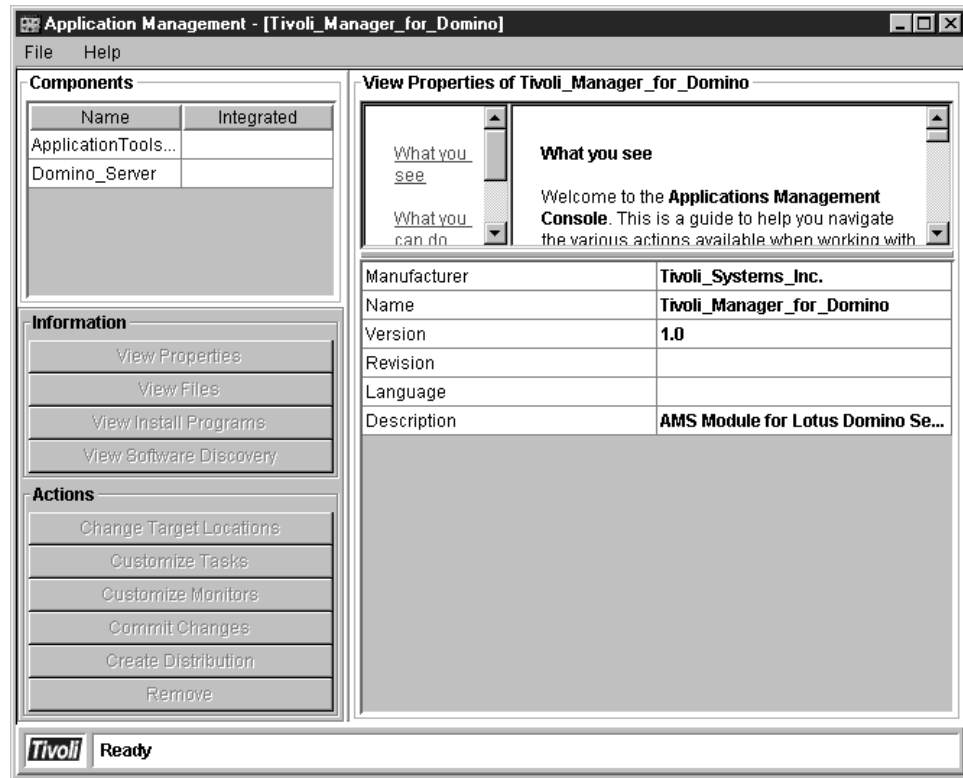 Application Management - [Tivoli_Manager_for_Domino]
File Help
Components
Name Integrated
ApplicationTools...
Domino_Server
Information
View Properties
View Files
View Install Programs
View Software Discovery
Actions
Change Target Locations
Customize Tasks
Customize Monitors
Commit Changes
Create Distribution
Remove
View Properties of Tivoli_Manager_for_Domino
What you
see
What you
can do
What you see
Welcome to the Applications Management
Console. This is a guide to help you navigate
the various actions available when working with
Manufacturer Tivoli_Systems_Inc.
Name Tivoli_Manager_for_Domino
Version 1.0
Revision
Language
Description AMS Module for Lotus Domino Se...
Tivoli Ready